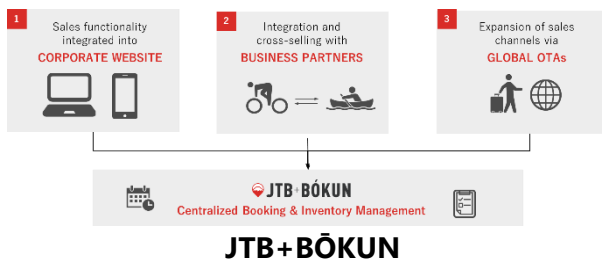 1
Sales functionality
integrated into
CORPORATE WEBSITE
2
Integration and
cross-selling with
BUSINESS PARTNERS
3
Expansion of sales
channels via
GLOBAL OTAs
JTB+BÓKUN
Centralized Booking & Inventory Management
JTB+BŌKUN